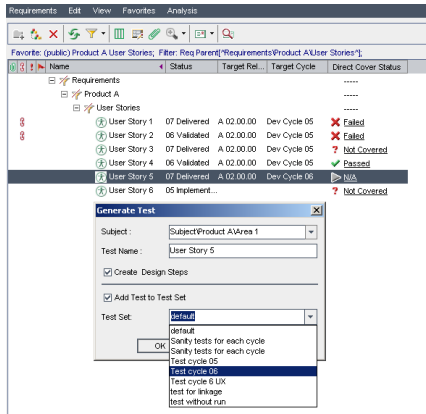 Requirements Edit View Favorites Analysis
Favorite: (public) Product A User Stories; Filter: Req Parent[^Requirements\Product A\User Stories^];
Name Status Target Rel... Target Cycle Direct Cover Status
Requirements -----
Product A -----
User Stories -----
User Story 1 07 Delivered A 02.00.00 Dev Cycle 05 Failed
User Story 2 06 Validated A 02.00.00 Dev Cycle 05 Failed
User Story 3 07 Delivered A 02.00.00 Dev Cycle 05 ? Not Covered
User Story 4 06 Validated A 02.00.00 Dev Cycle 05 Passed
User Story 5 07 Delivered A 02.00.00 Dev Cycle 06 N/A
User Story 6 05 Implement... ? Not Covered
Generate Test
Subject : Subject\Product A\Area 1
Test Name : User Story 5
Create Design Steps
Add Test to Test Set
Test Set: default
OK
default
Sanity tests for each cycle
Sanity tests for each cycle
Test cycle 05
Test cycle 06
Test cycle 6 UX
test for linkage
test without run